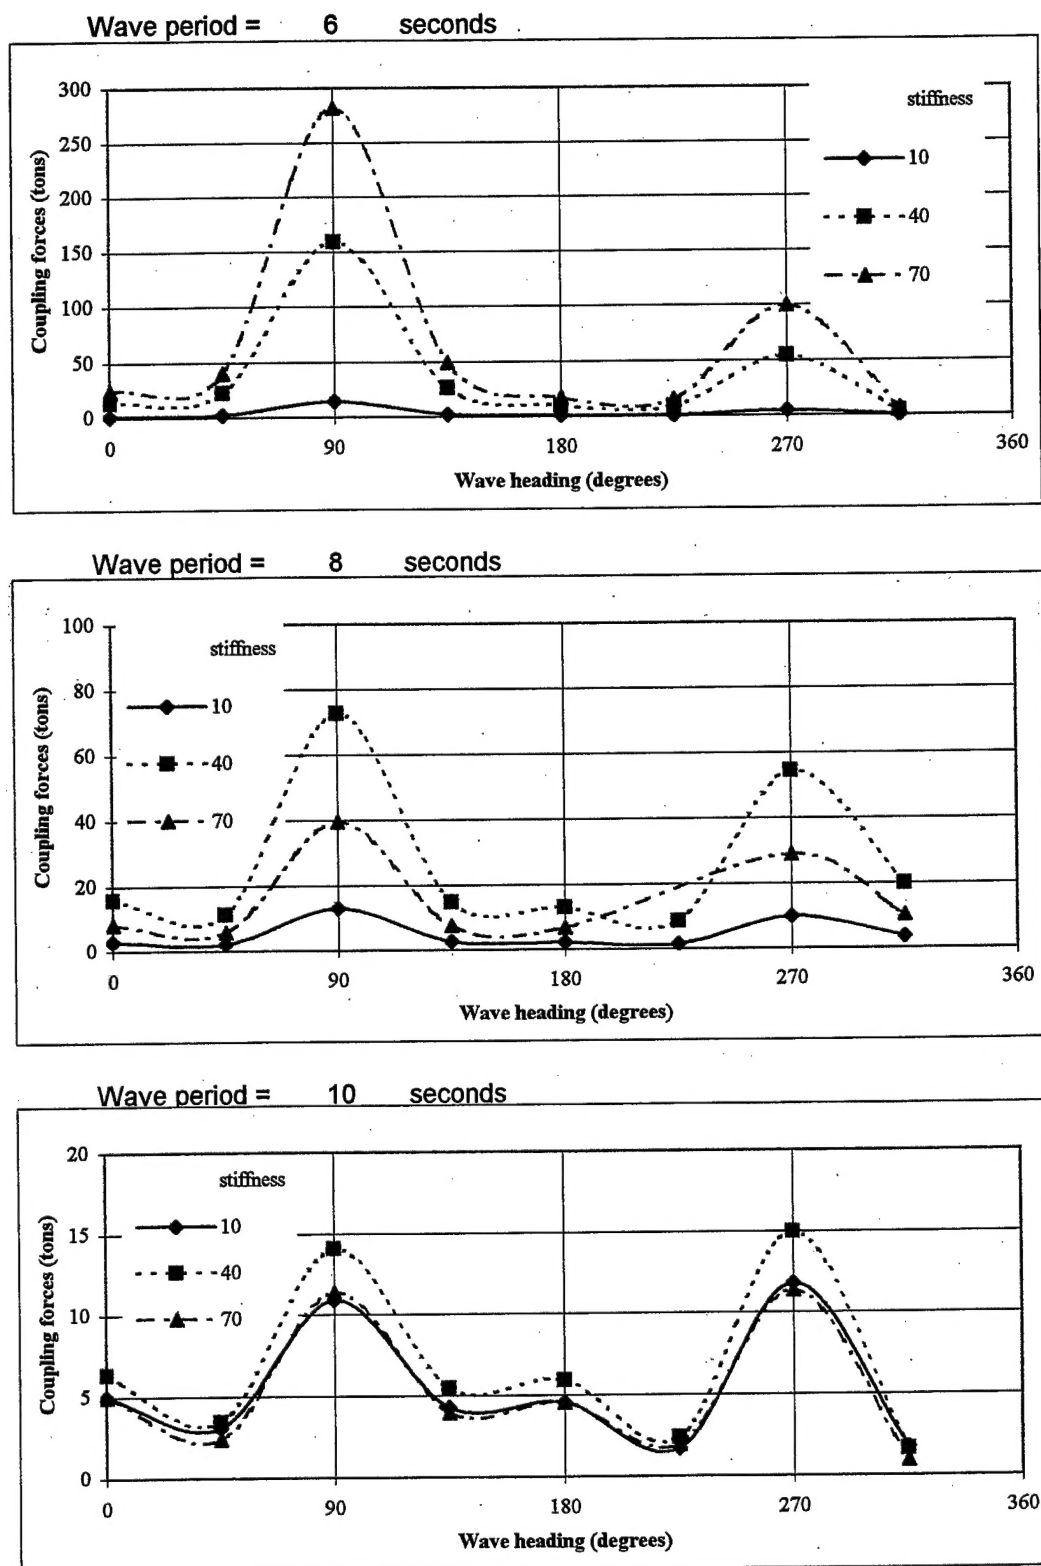 Wave period = 6 seconds
300
250
200
150
100
50
0
Coupling forces (tons)
stiffness
10
40
70
0 90 180 270 360
Wave heading (degrees)
Wave period = 8 seconds
100
80
60
40
20
0
Coupling forces (tons)
stiffness
10
40
70
0 90 180 270 360
Wave heading (degrees)
Wave period = 10 seconds
20
15
10
5
0
Coupling forces (tons)
stiffness
10
40
70
0 90 180 270 360
Wave heading (degrees)